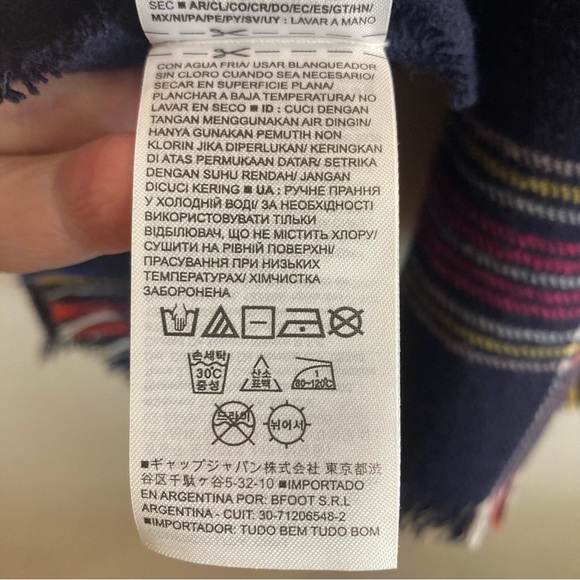 SEC ■ AR/CL/CO/CR/DO/EC/ES/GT/HN/
MX/NI/PA/PE/PY/SV/UY : LAVAR A MANO
CON AGUA FRIA/ USAR BLANQUEADOR
SIN CLORO CUANDO SEA NECESARIO/
SECAR EN SUPERFICIE PLANA/
PLANCHAR A BAJA TEMPERATURA/ NO
LAVAR EN SECO ■ ID : CUCI DENGAN
TANGAN MENGGUNAKAN AIR DINGIN/
HANYA GUNAKAN PEMUTIH NON
KLORIN JIKA DIPERLUKAN/ KERINGKAN
DI ATAS PERMUKAAN DATAR/ SETRIKA
DENGAN SUHU RENDAH/ JANGAN
DICUCI KERING ■ UA : РУЧНЕ ПРАННЯ
У ХОЛОДНІЙ ВОДІ/ ЗА НЕОБХІДНОСТІ
ВИКОРИСТОВУВАТИ ТІЛЬКИ
ВІДБІЛЮВАЧ, ЩО НЕ МІСТИТЬ ХЛОРУ/
СУШИТИ НА РІВНІЙ ПОВЕРХНІ/
ПРАСУВАННЯ ПРИ НИЗЬКИХ
ТЕМПЕРАТУРАХ/ ХІМЧИСТКА
ЗАБОРОНЕНА
손세탁
30℃
중성
산소
표백
1
80-120℃
드라이
뉘어서
■ギャップジャパン株式会社 東京都渋
谷区千駄ヶ谷5-32-10 ■IMPORTADO
EN ARGENTINA POR: BFOOT S.R.L
ARGENTINA - CUIT: 30-71206548-2
■IMPORTADOR: TUDO BEM TUDO BOM